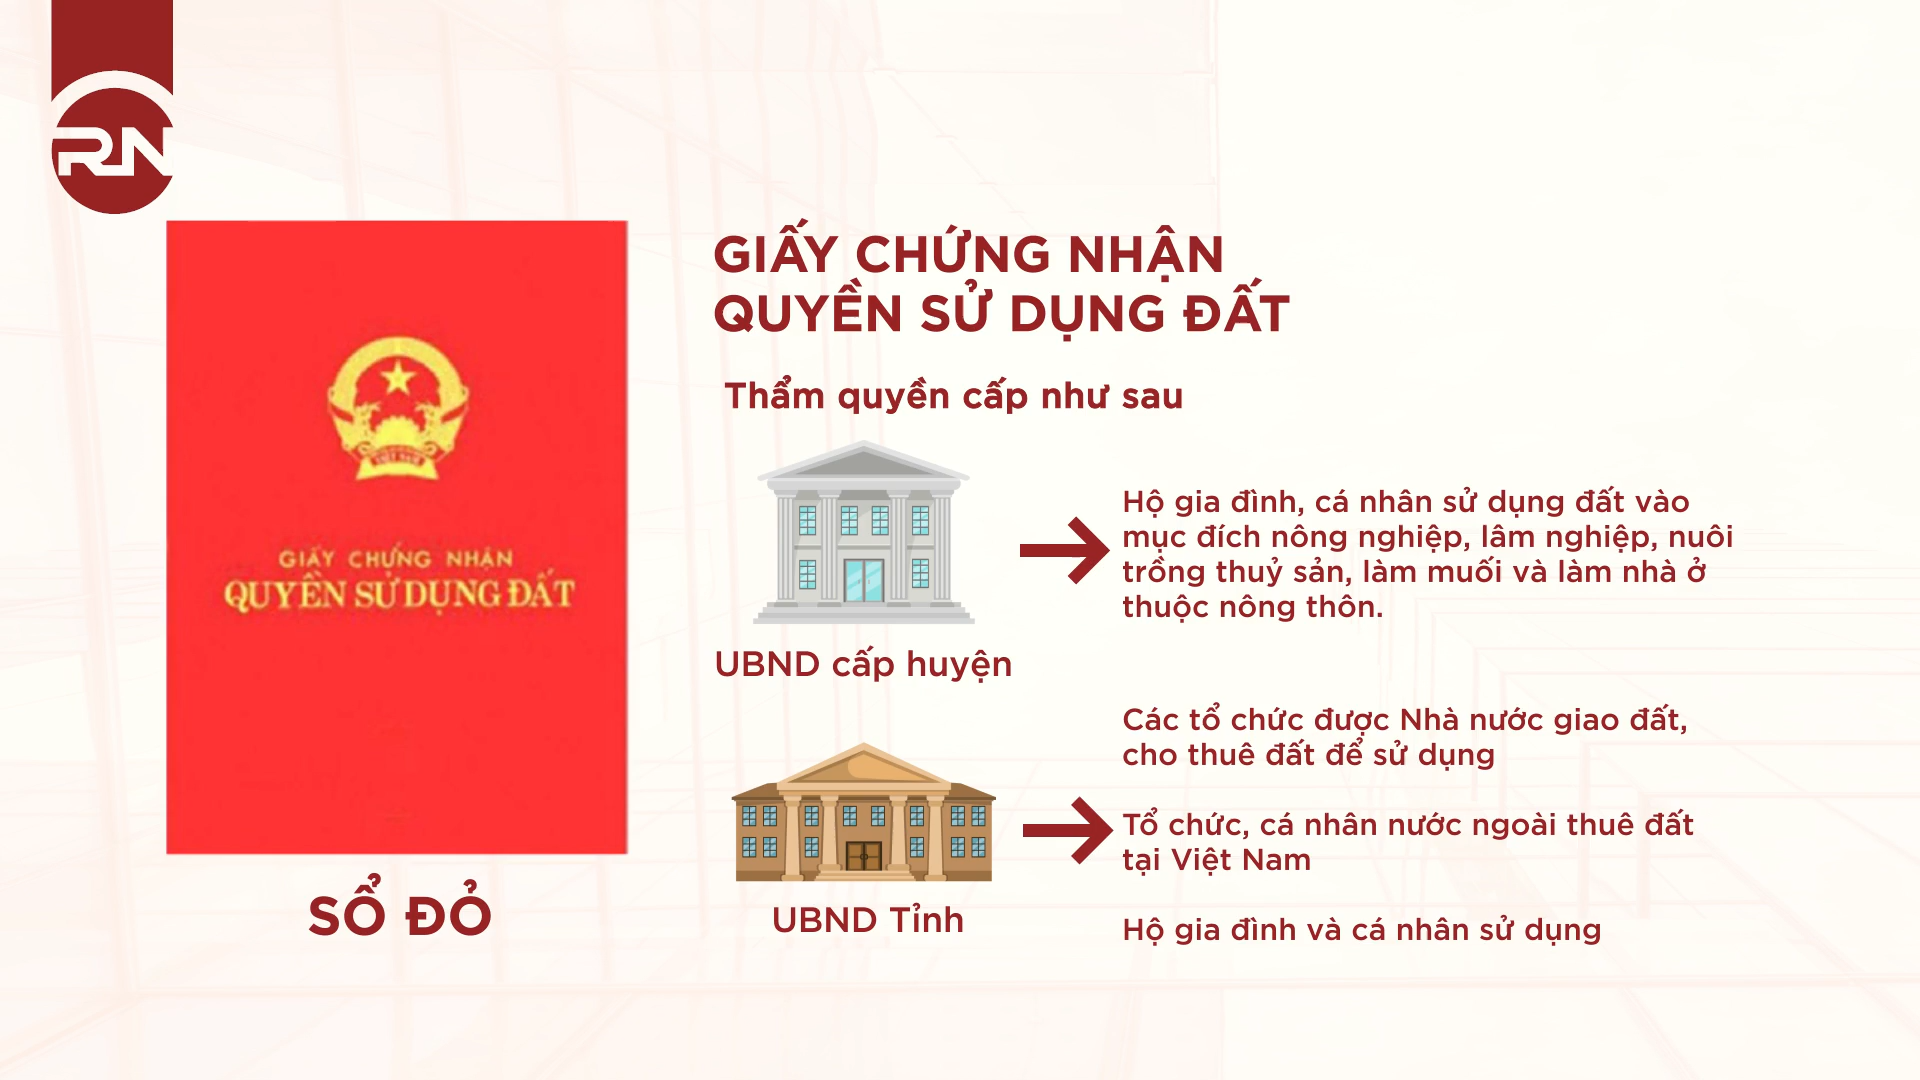 RN
GIẤY CHỨNG NHẬN
QUYỀN SỬ DỤNG ĐẤT
SỔ ĐỎ
GIẤY CHỨNG NHẬN
QUYỀN SỬ DỤNG ĐẤT
Thẩm quyền cấp như sau
UBND cấp huyện
Hộ gia đình, cá nhân sử dụng đất vào
mục đích nông nghiệp, lâm nghiệp, nuôi
trồng thuỷ sản, làm muối và làm nhà ở
thuộc nông thôn.
UBND Tỉnh
Các tổ chức được Nhà nước giao đất,
cho thuê đất để sử dụng
Tổ chức, cá nhân nước ngoài thuê đất
tại Việt Nam
Hộ gia đình và cá nhân sử dụng